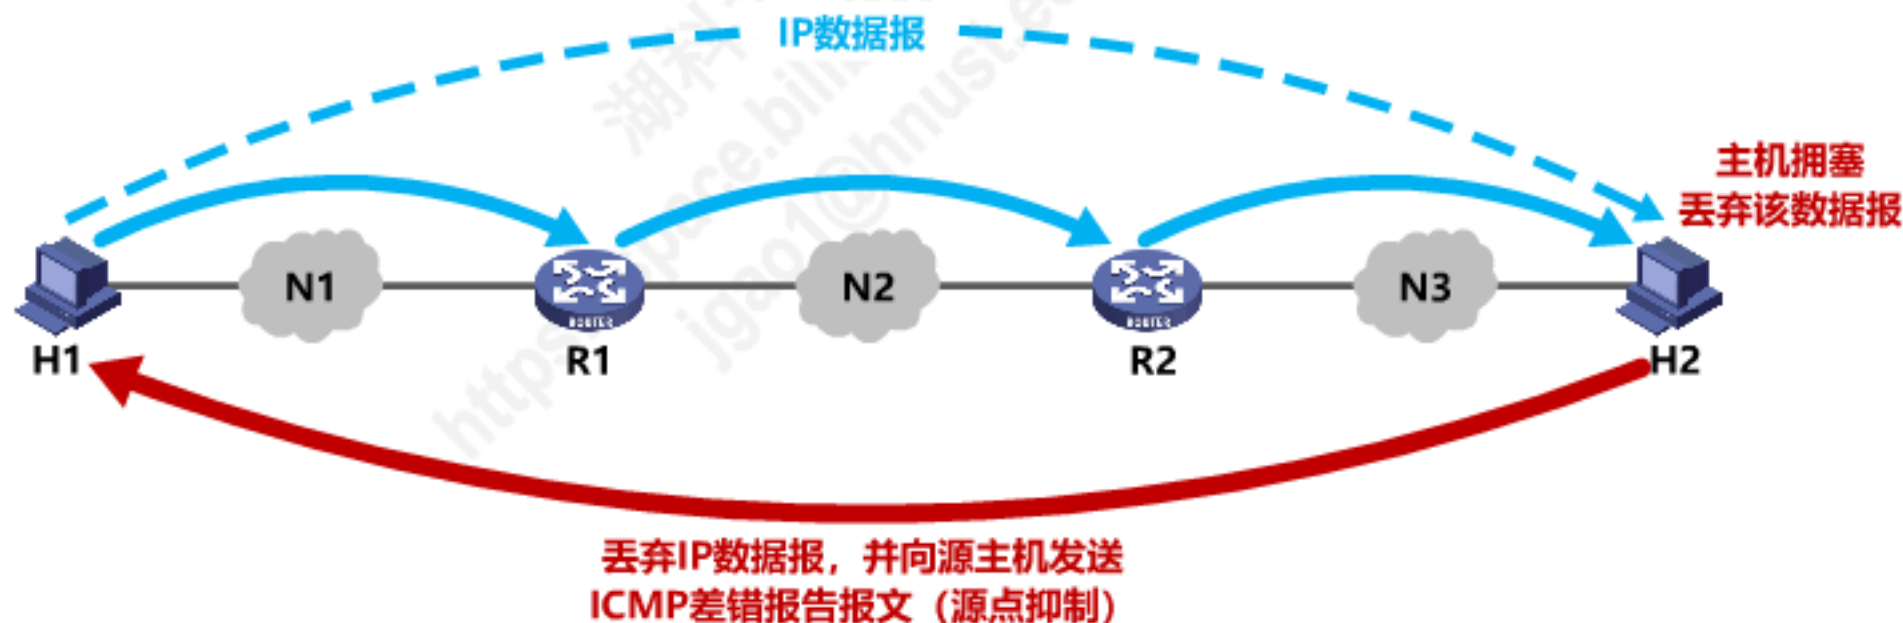 IP数据报
主机拥塞
丢弃该数据报
N1
N2
N3
ROUTER
ROUTER
H1
R1
R2
H2
丢弃IP数据报，并向源主机发送
ICMP差错报告报文（源点抑制）